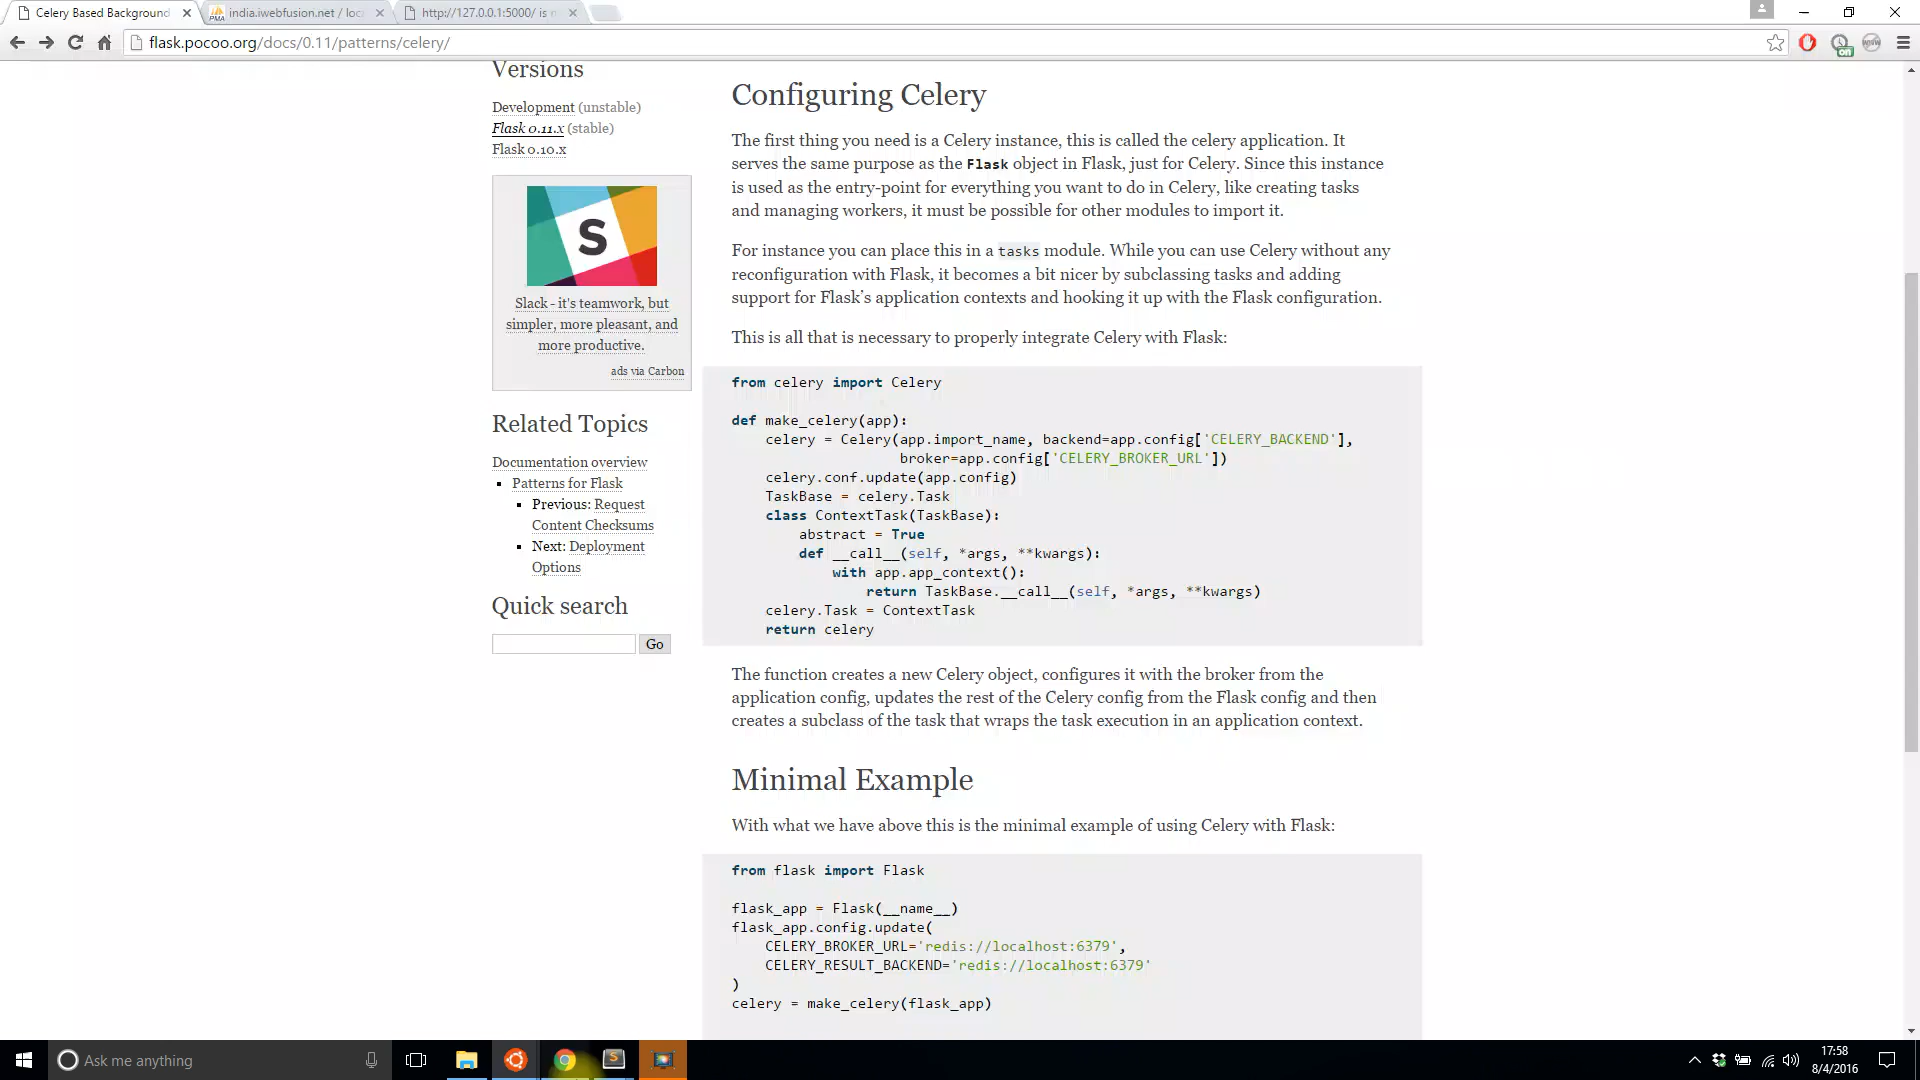 Celery Based Background
india.iwebfusion.net / loca
http://127.0.0.1:5000/ is n
flask.pocoo.org/docs/0.11/patterns/celery/
Versions
Development (unstable)
Flask 0.11.x (stable)
Flask 0.10.x
S
Slack - it's teamwork, but
simpler, more pleasant, and
more productive.
ads via Carbon
Related Topics
Documentation overview
Patterns for Flask
Previous: Request
Content Checksums
Next: Deployment
Options
Quick search
Go
Configuring Celery
The first thing you need is a Celery instance, this is called the celery application. It
serves the same purpose as the Flask object in Flask, just for Celery. Since this instance
is used as the entry-point for everything you want to do in Celery, like creating tasks
and managing workers, it must be possible for other modules to import it.
For instance you can place this in a tasks module. While you can use Celery without any
reconfiguration with Flask, it becomes a bit nicer by subclassing tasks and adding
support for Flask's application contexts and hooking it up with the Flask configuration.
This is all that is necessary to properly integrate Celery with Flask:
from celery import Celery
def make_celery(app):
celery = Celery(app.import_name, backend=app.config['CELERY_BACKEND'],
broker=app.config['CELERY_BROKER_URL'])
celery.conf.update(app.config)
TaskBase = celery.Task
class ContextTask(TaskBase):
abstract = True
def __call__(self, *args, **kwargs):
with app.app_context():
return TaskBase.__call__(self, *args, **kwargs)
celery.Task = ContextTask
return celery
The function creates a new Celery object, configures it with the broker from the
application config, updates the rest of the Celery config from the Flask config and then
creates a subclass of the task that wraps the task execution in an application context.
Minimal Example
With what we have above this is the minimal example of using Celery with Flask:
from flask import Flask
flask_app = Flask(__name__)
flask_app.config.update(
CELERY_BROKER_URL='redis://localhost:6379',
CELERY_RESULT_BACKEND='redis://localhost:6379'
)
celery = make_celery(flask_app)
Ask me anything
17:58
8/4/2016